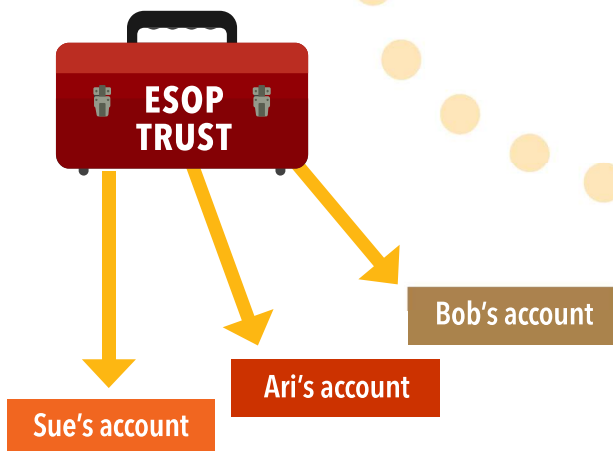 ESOP
TRUST
Bob's account
Ari's account
Sue's account